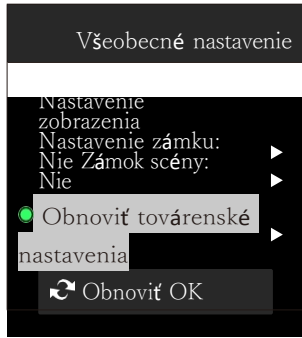 Všeobecné nastavenie
Nastavenie
zobrazenia
Nastavenie zámku:
Nie Zámok scény:
Nie
Obnoviť továrenské
nastavenia
Obnoviť OK